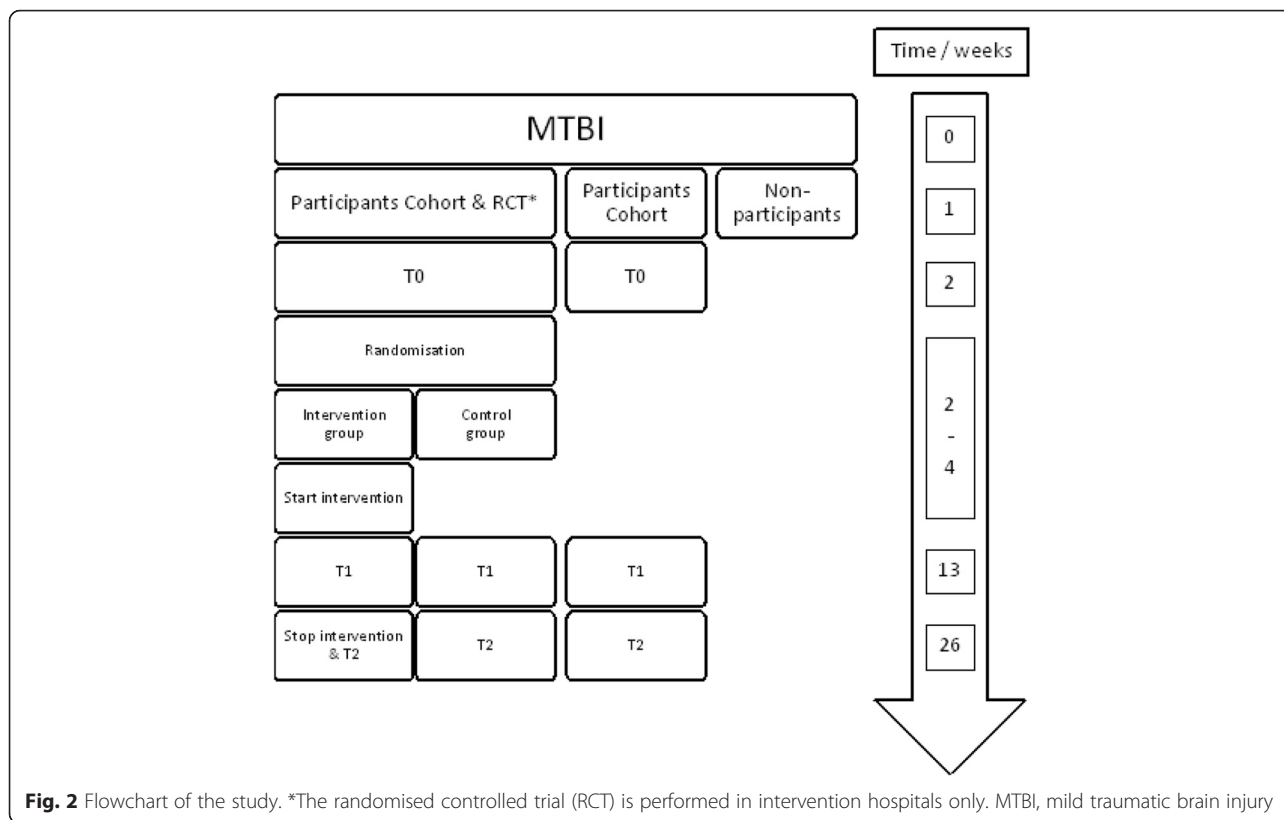 Time / weeks
MTBI
0
Participants Cohort & RCT*
Participants
Cohort
Non-
participants
1
T0
T0
2
Randomisation
Intervention
group
Control
group
2
-
4
Start intervention
T1
T1
T1
13
Stop intervention
& T2
T2
T2
26
Fig. 2 Flowchart of the study. *The randomised controlled trial (RCT) is performed in intervention hospitals only. MTBI, mild traumatic brain injury